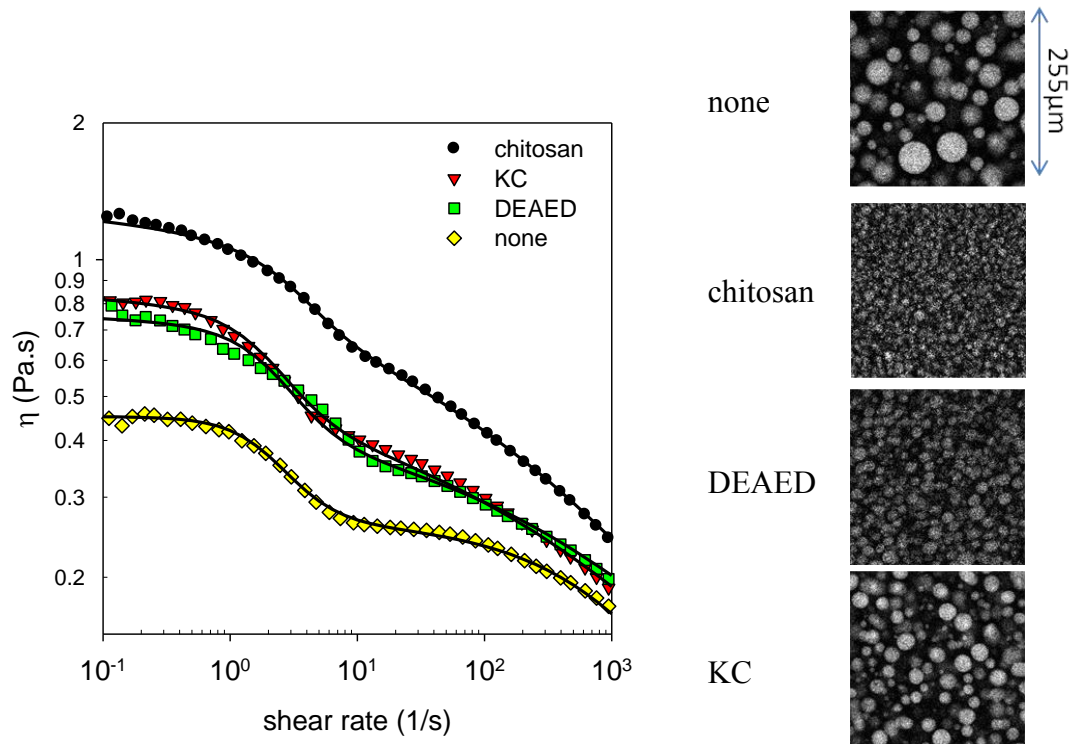 2
1
0.9
0.8
0.7
0.6
0.5
0.4
0.3
0.2
η (Pa.s)
10⁻¹ 10⁰ 10¹ 10² 10³
shear rate (1/s)
chitosan
KC
DEAED
none
none
255μm
chitosan
DEAED
KC